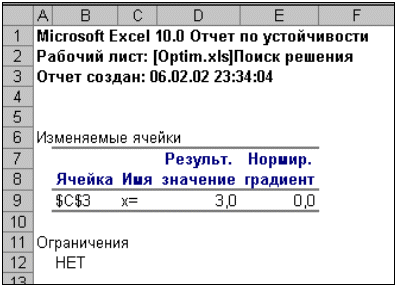 A B C D E F
1 Microsoft Excel 10.0 Отчет по устойчивости
2 Рабочий лист: [Optim.xls]Поиск решения
3 Отчет создан: 06.02.02 23:34:04
4
5
6 Изменяемые ячейки
7 Результ. Нормир.
8 Ячейка Имя значение градиент
9 $C$3 x= 3,0 0,0
10
11 Ограничения
12 НЕТ
13